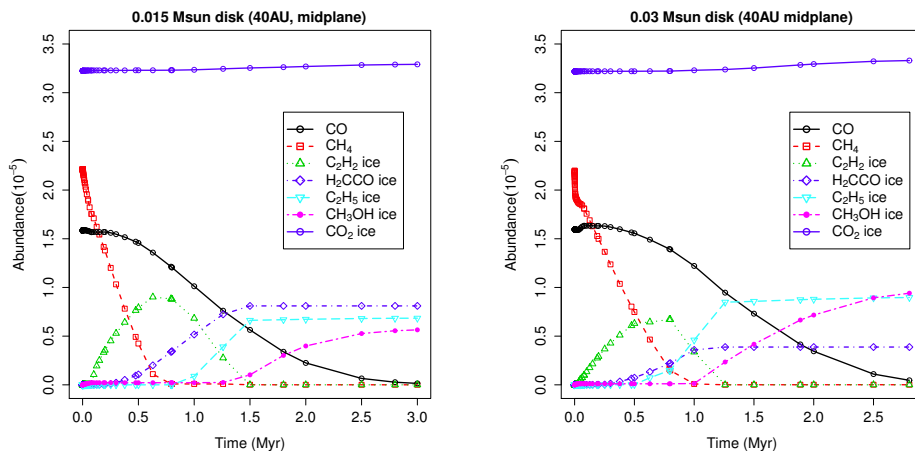 0.015 Msun disk (40AU, midplane)
Abundance(10⁻⁵)
3.5
3.0
2.5
2.0
1.5
1.0
0.5
0.0
CO
CH₄
C₂H₂ ice
H₂CCO ice
C₂H₅ ice
CH₃OH ice
CO₂ ice
0.0 0.5 1.0 1.5 2.0 2.5 3.0
Time (Myr)
0.03 Msun disk (40AU midplane)
Abundance(10⁻⁵)
3.5
3.0
2.5
2.0
1.5
1.0
0.5
0.0
CO
CH₄
C₂H₂ ice
H₂CCO ice
C₂H₅ ice
CH₃OH ice
CO₂ ice
0.0 0.5 1.0 1.5 2.0 2.5
Time (Myr)